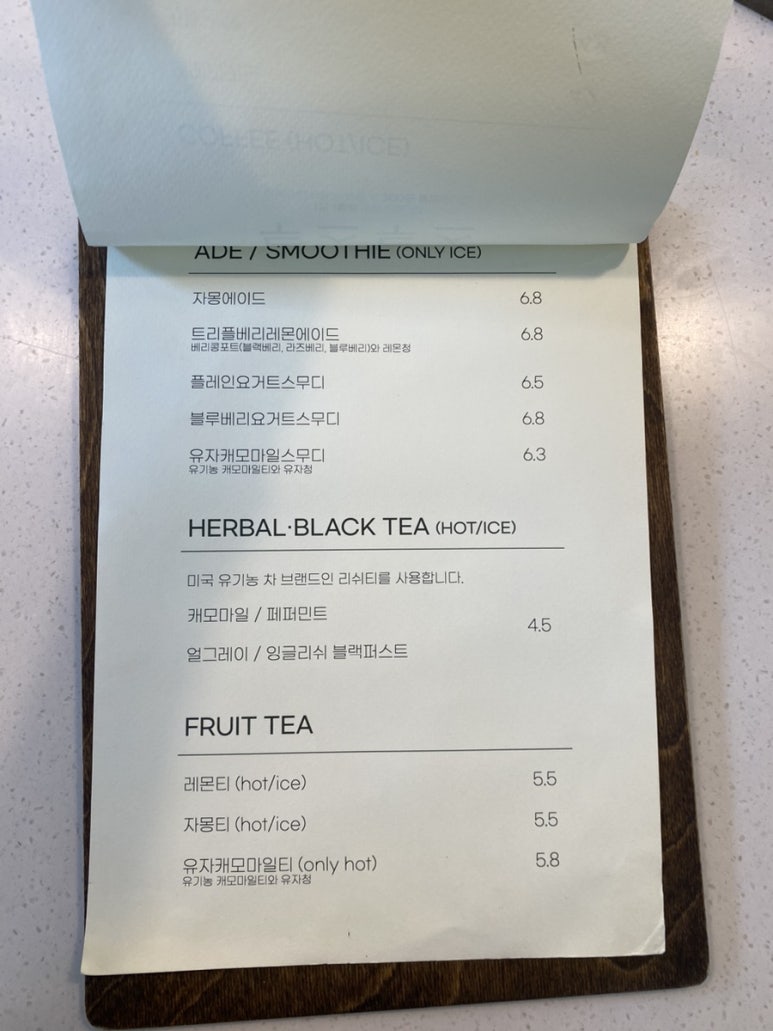 COFFEE (HOT/ICE)
ADE / SMOOTHIE (ONLY ICE)
자몽에이드 6.8
트리플베리레몬에이드 6.8
베리콩포트(블랙베리, 라즈베리, 블루베리)와 레몬청
플레인요거트스무디 6.5
블루베리요거트스무디 6.8
유자캐모마일스무디 6.3
유기농 캐모마일티와 유자청
HERBAL·BLACK TEA (HOT/ICE)
미국 유기농 차 브랜드인 리쉬티를 사용합니다.
캐모마일 / 페퍼민트
4.5
얼그레이 / 잉글리쉬 블랙퍼스트
FRUIT TEA
레몬티 (hot/ice) 5.5
자몽티 (hot/ice) 5.5
유자캐모마일티 (only hot) 5.8
유기농 캐모마일티와 유자청